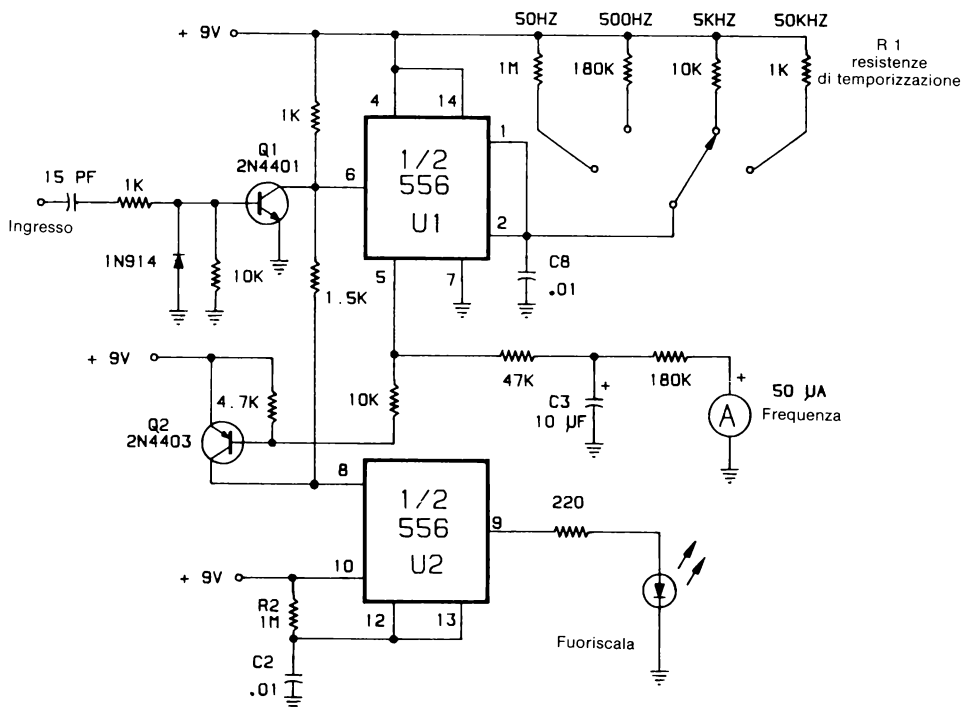 50HZ 500HZ 5KHZ 50KHZ
+ 9V
R 1
resistenze
di temporizzazione
1M 180K 10K 1K
1K
4 14
1
Q1
2N4401
1/2
556
U1
6
2
15 PF
1K
Ingresso
1N914
10K
1.5K
5 7
C8
.01
+ 9V
4.7K
10K
47K
C3
10 µF
+
180K
+
50 µA
Frequenza
A
Q2
2N4403
8
1/2
556
U2
9
220
+ 9V
10
R2
1M
12 13
C2
.01
Fuoriscala